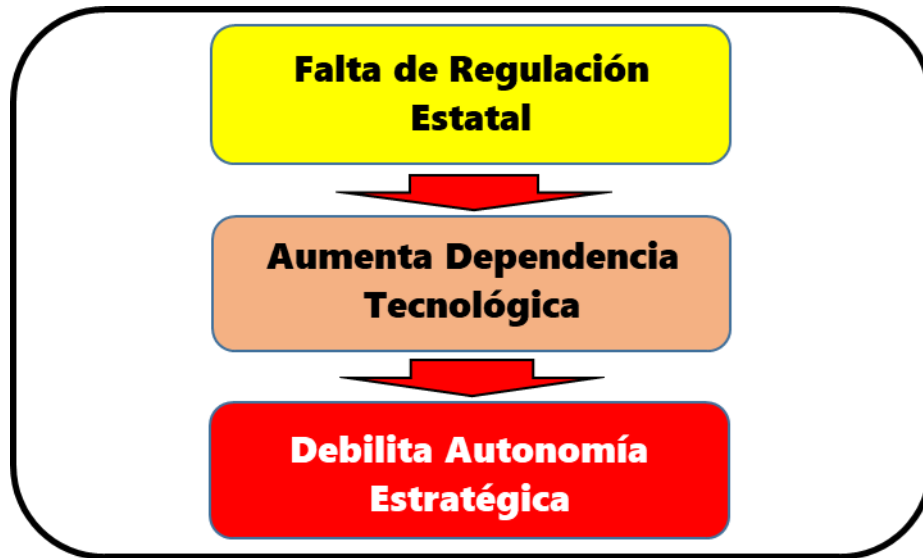 Falta de Regulación
Estatal
Aumenta Dependencia
Tecnológica
Debilita Autonomía
Estratégica